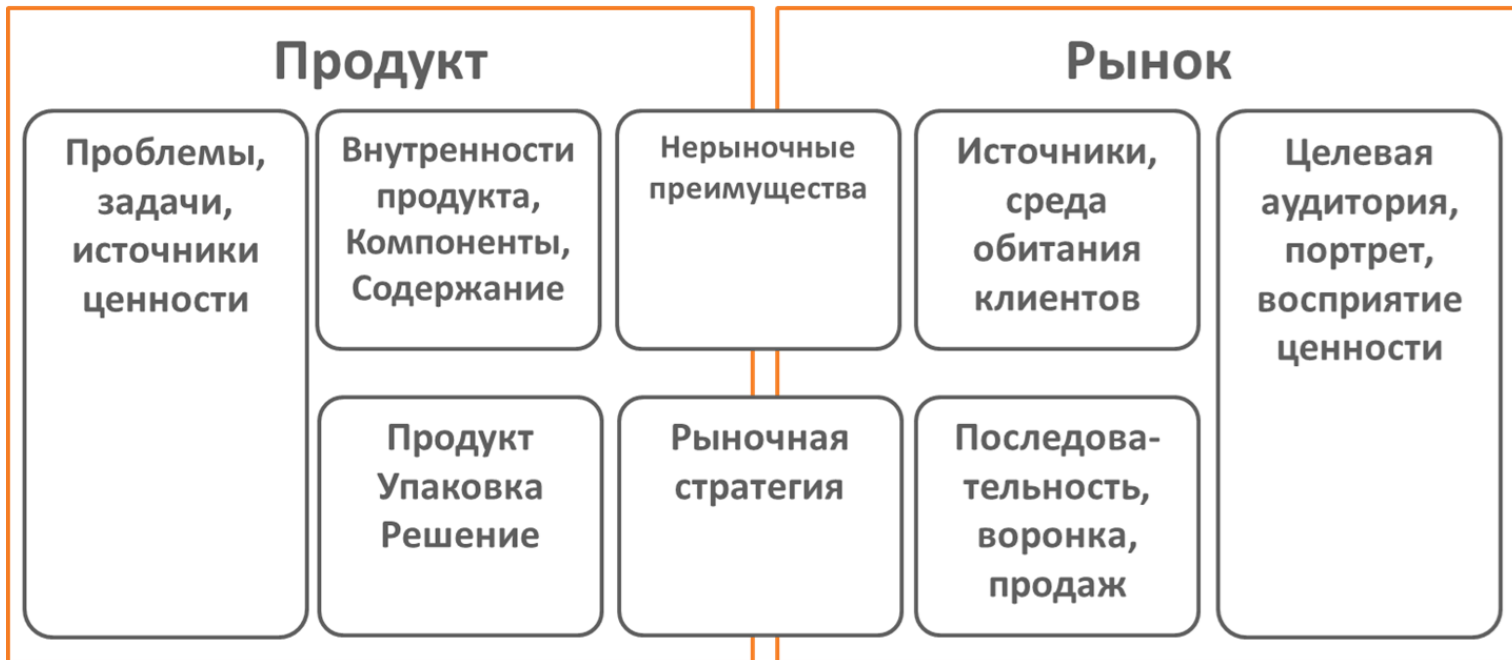 Продукт
Проблемы,
задачи,
источники
ценности
Внутренности
продукта,
Компоненты,
Содержание
Продукт
Упаковка
Решение
Нерыночные
преимущества
Рыночная
стратегия
Рынок
Источники,
среда
обитания
клиентов
Последова-
тельность,
воронка,
продаж
Целевая
аудитория,
портрет,
восприятие
ценности